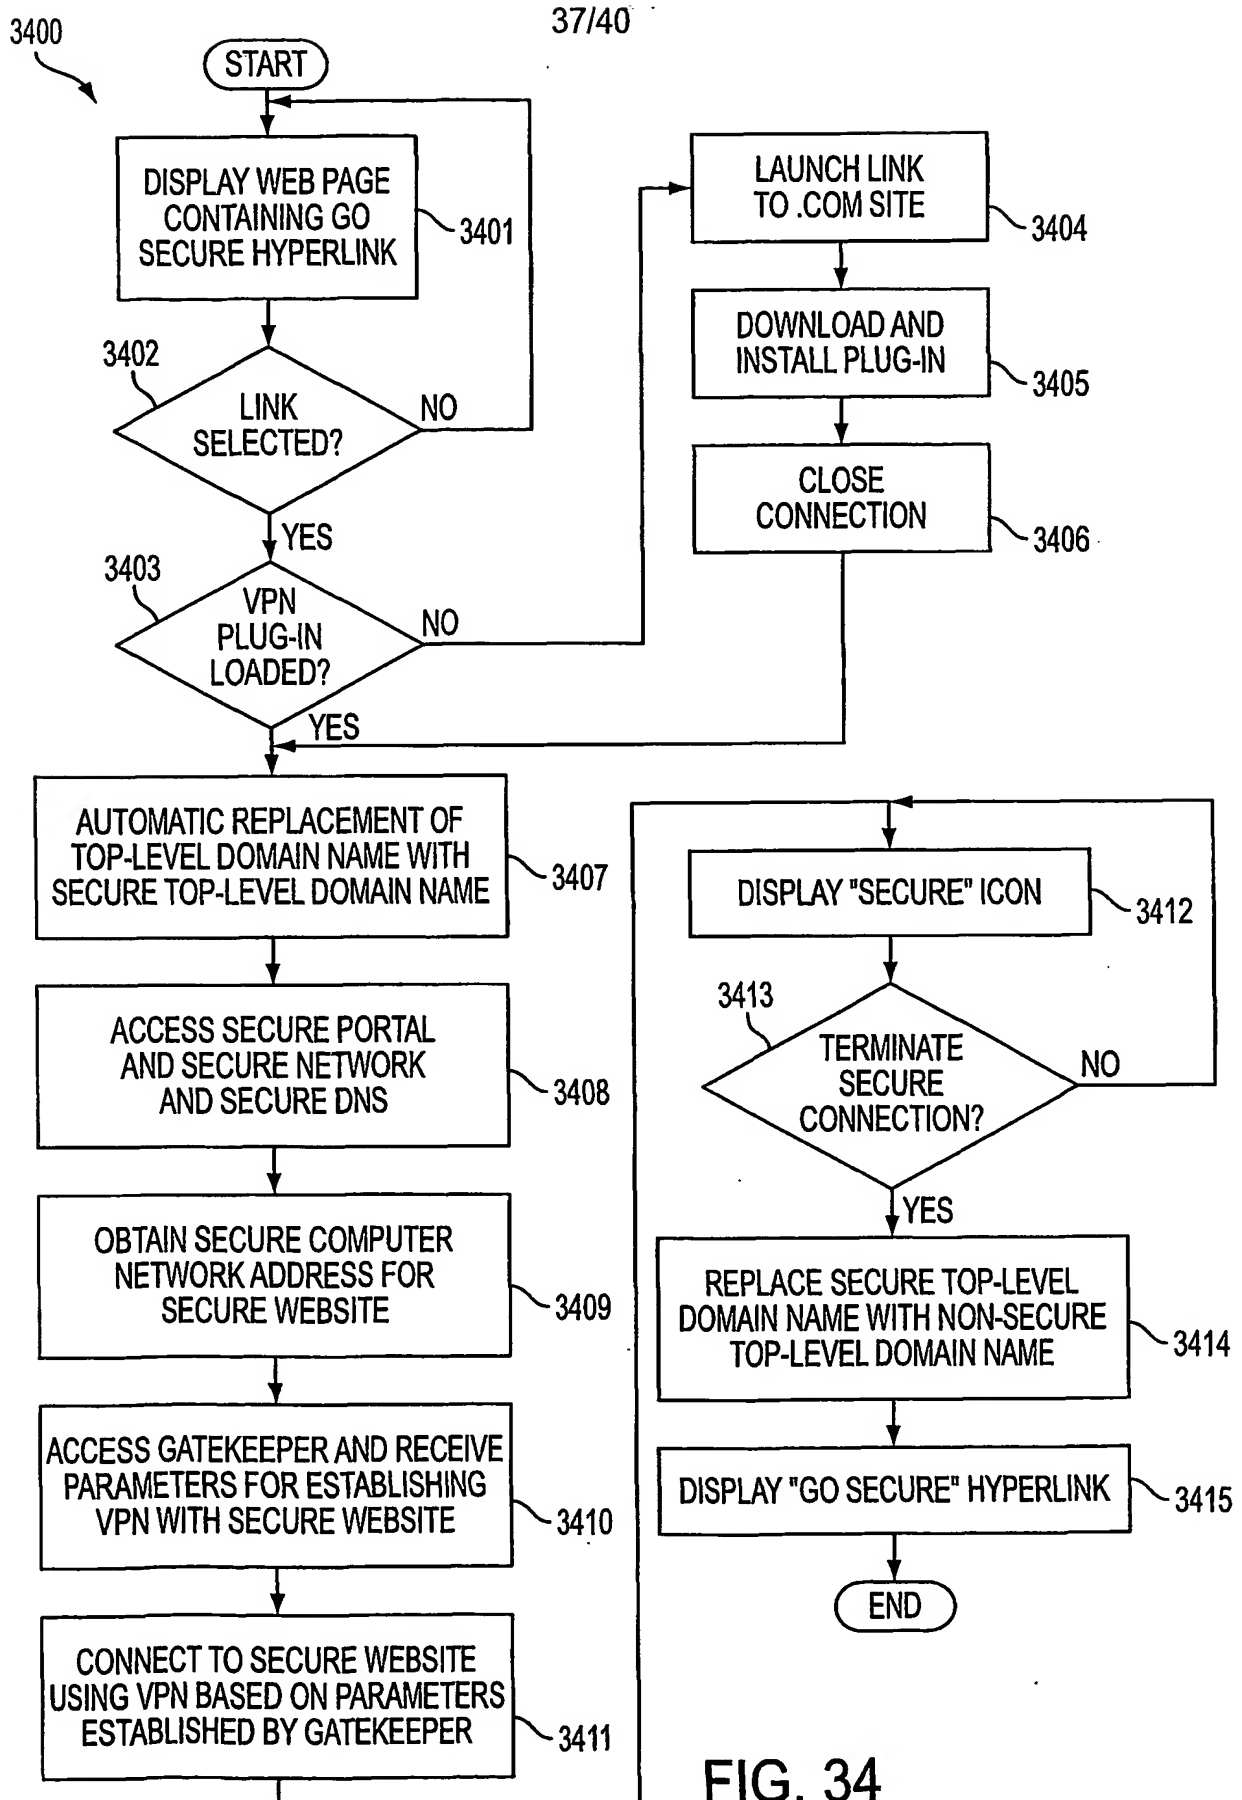 37/40
3400
START
DISPLAY WEB PAGE
CONTAINING GO
SECURE HYPERLINK
3401
3402
LINK
SELECTED?
NO
YES
3403
VPN
PLUG-IN
LOADED?
NO
YES
LAUNCH LINK
TO .COM SITE
3404
DOWNLOAD AND
INSTALL PLUG-IN
3405
CLOSE
CONNECTION
3406
AUTOMATIC REPLACEMENT OF
TOP-LEVEL DOMAIN NAME WITH
SECURE TOP-LEVEL DOMAIN NAME
3407
ACCESS SECURE PORTAL
AND SECURE NETWORK
AND SECURE DNS
3408
OBTAIN SECURE COMPUTER
NETWORK ADDRESS FOR
SECURE WEBSITE
3409
ACCESS GATEKEEPER AND RECEIVE
PARAMETERS FOR ESTABLISHING
VPN WITH SECURE WEBSITE
3410
CONNECT TO SECURE WEBSITE
USING VPN BASED ON PARAMETERS
ESTABLISHED BY GATEKEEPER
3411
DISPLAY "SECURE" ICON
3412
3413
TERMINATE
SECURE
CONNECTION?
NO
YES
REPLACE SECURE TOP-LEVEL
DOMAIN NAME WITH NON-SECURE
TOP-LEVEL DOMAIN NAME
3414
DISPLAY "GO SECURE" HYPERLINK
3415
END
FIG. 34